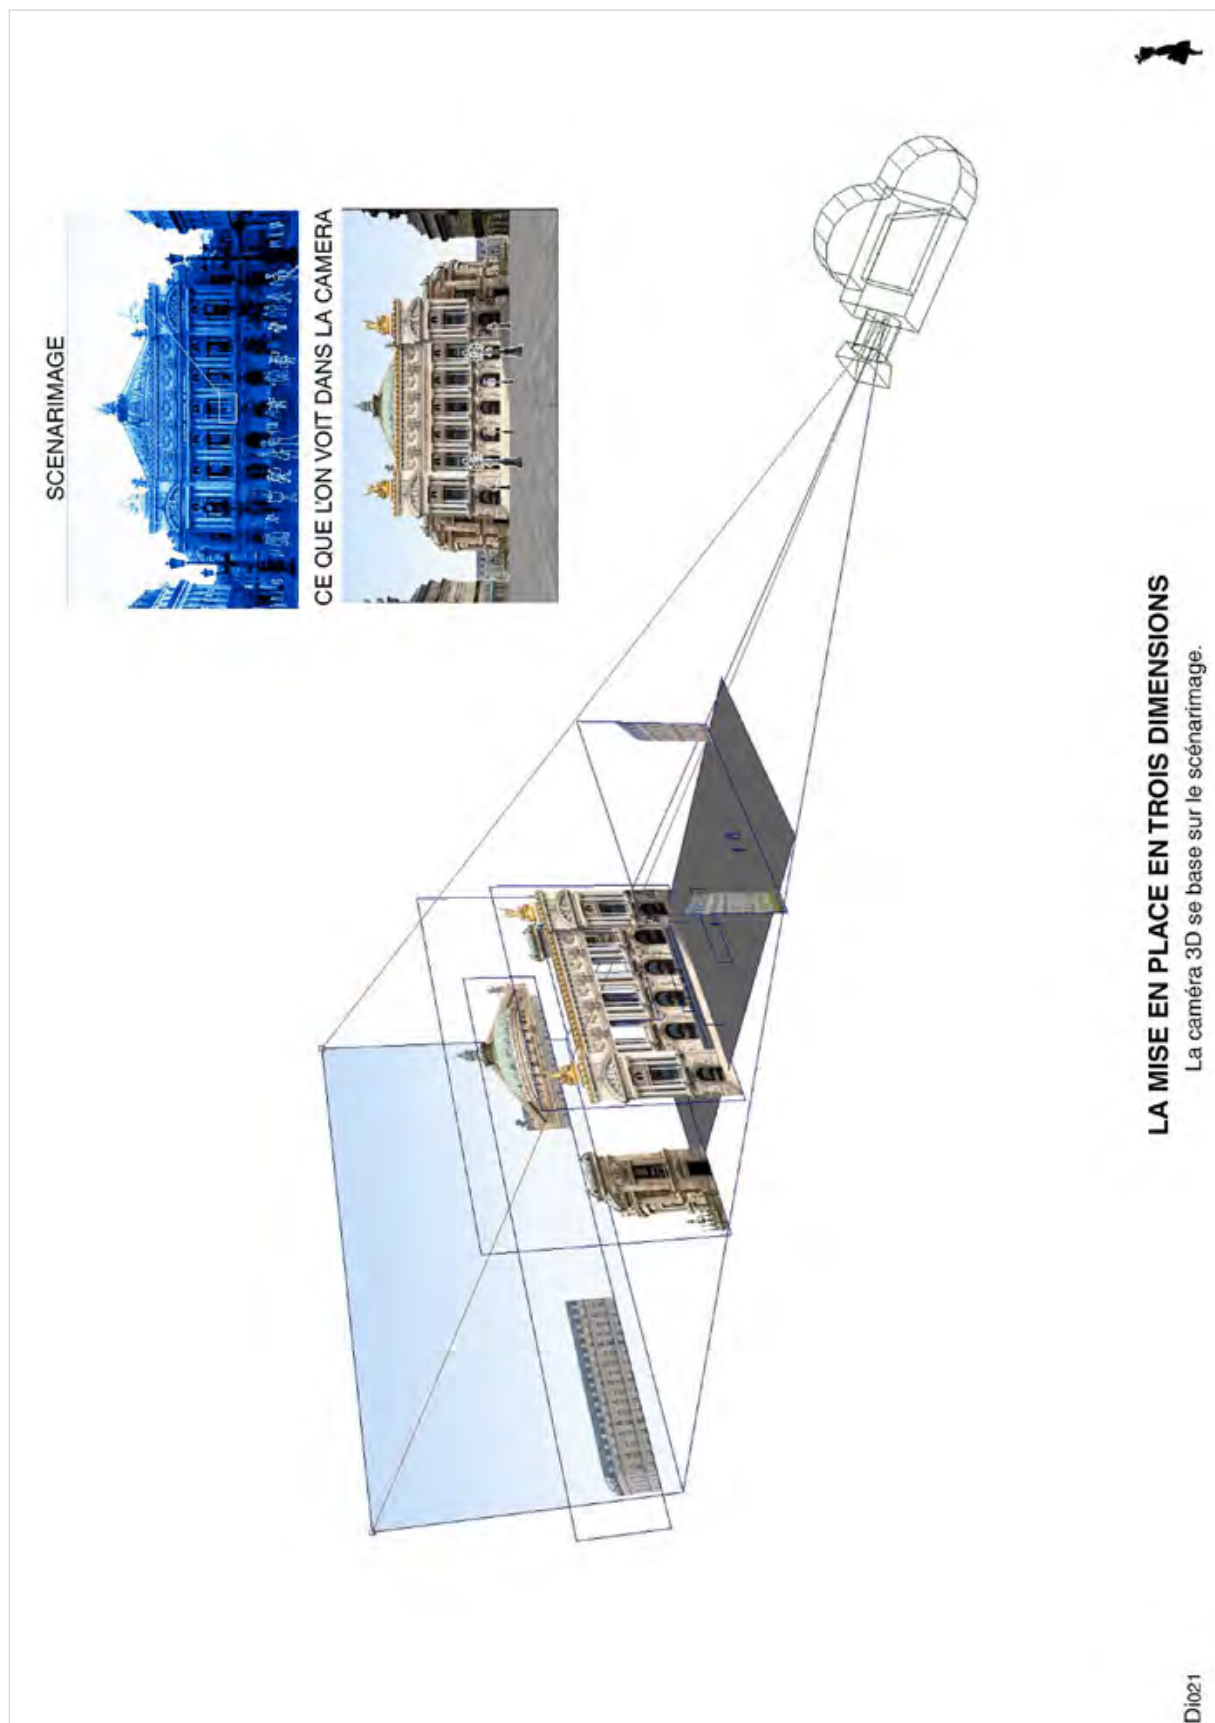 SCENARIMAGE
CE QUE L'ON VOIT DANS LA CAMERA
LA MISE EN PLACE EN TROIS DIMENSIONS
La caméra 3D se base sur le scénarimage.
Di021